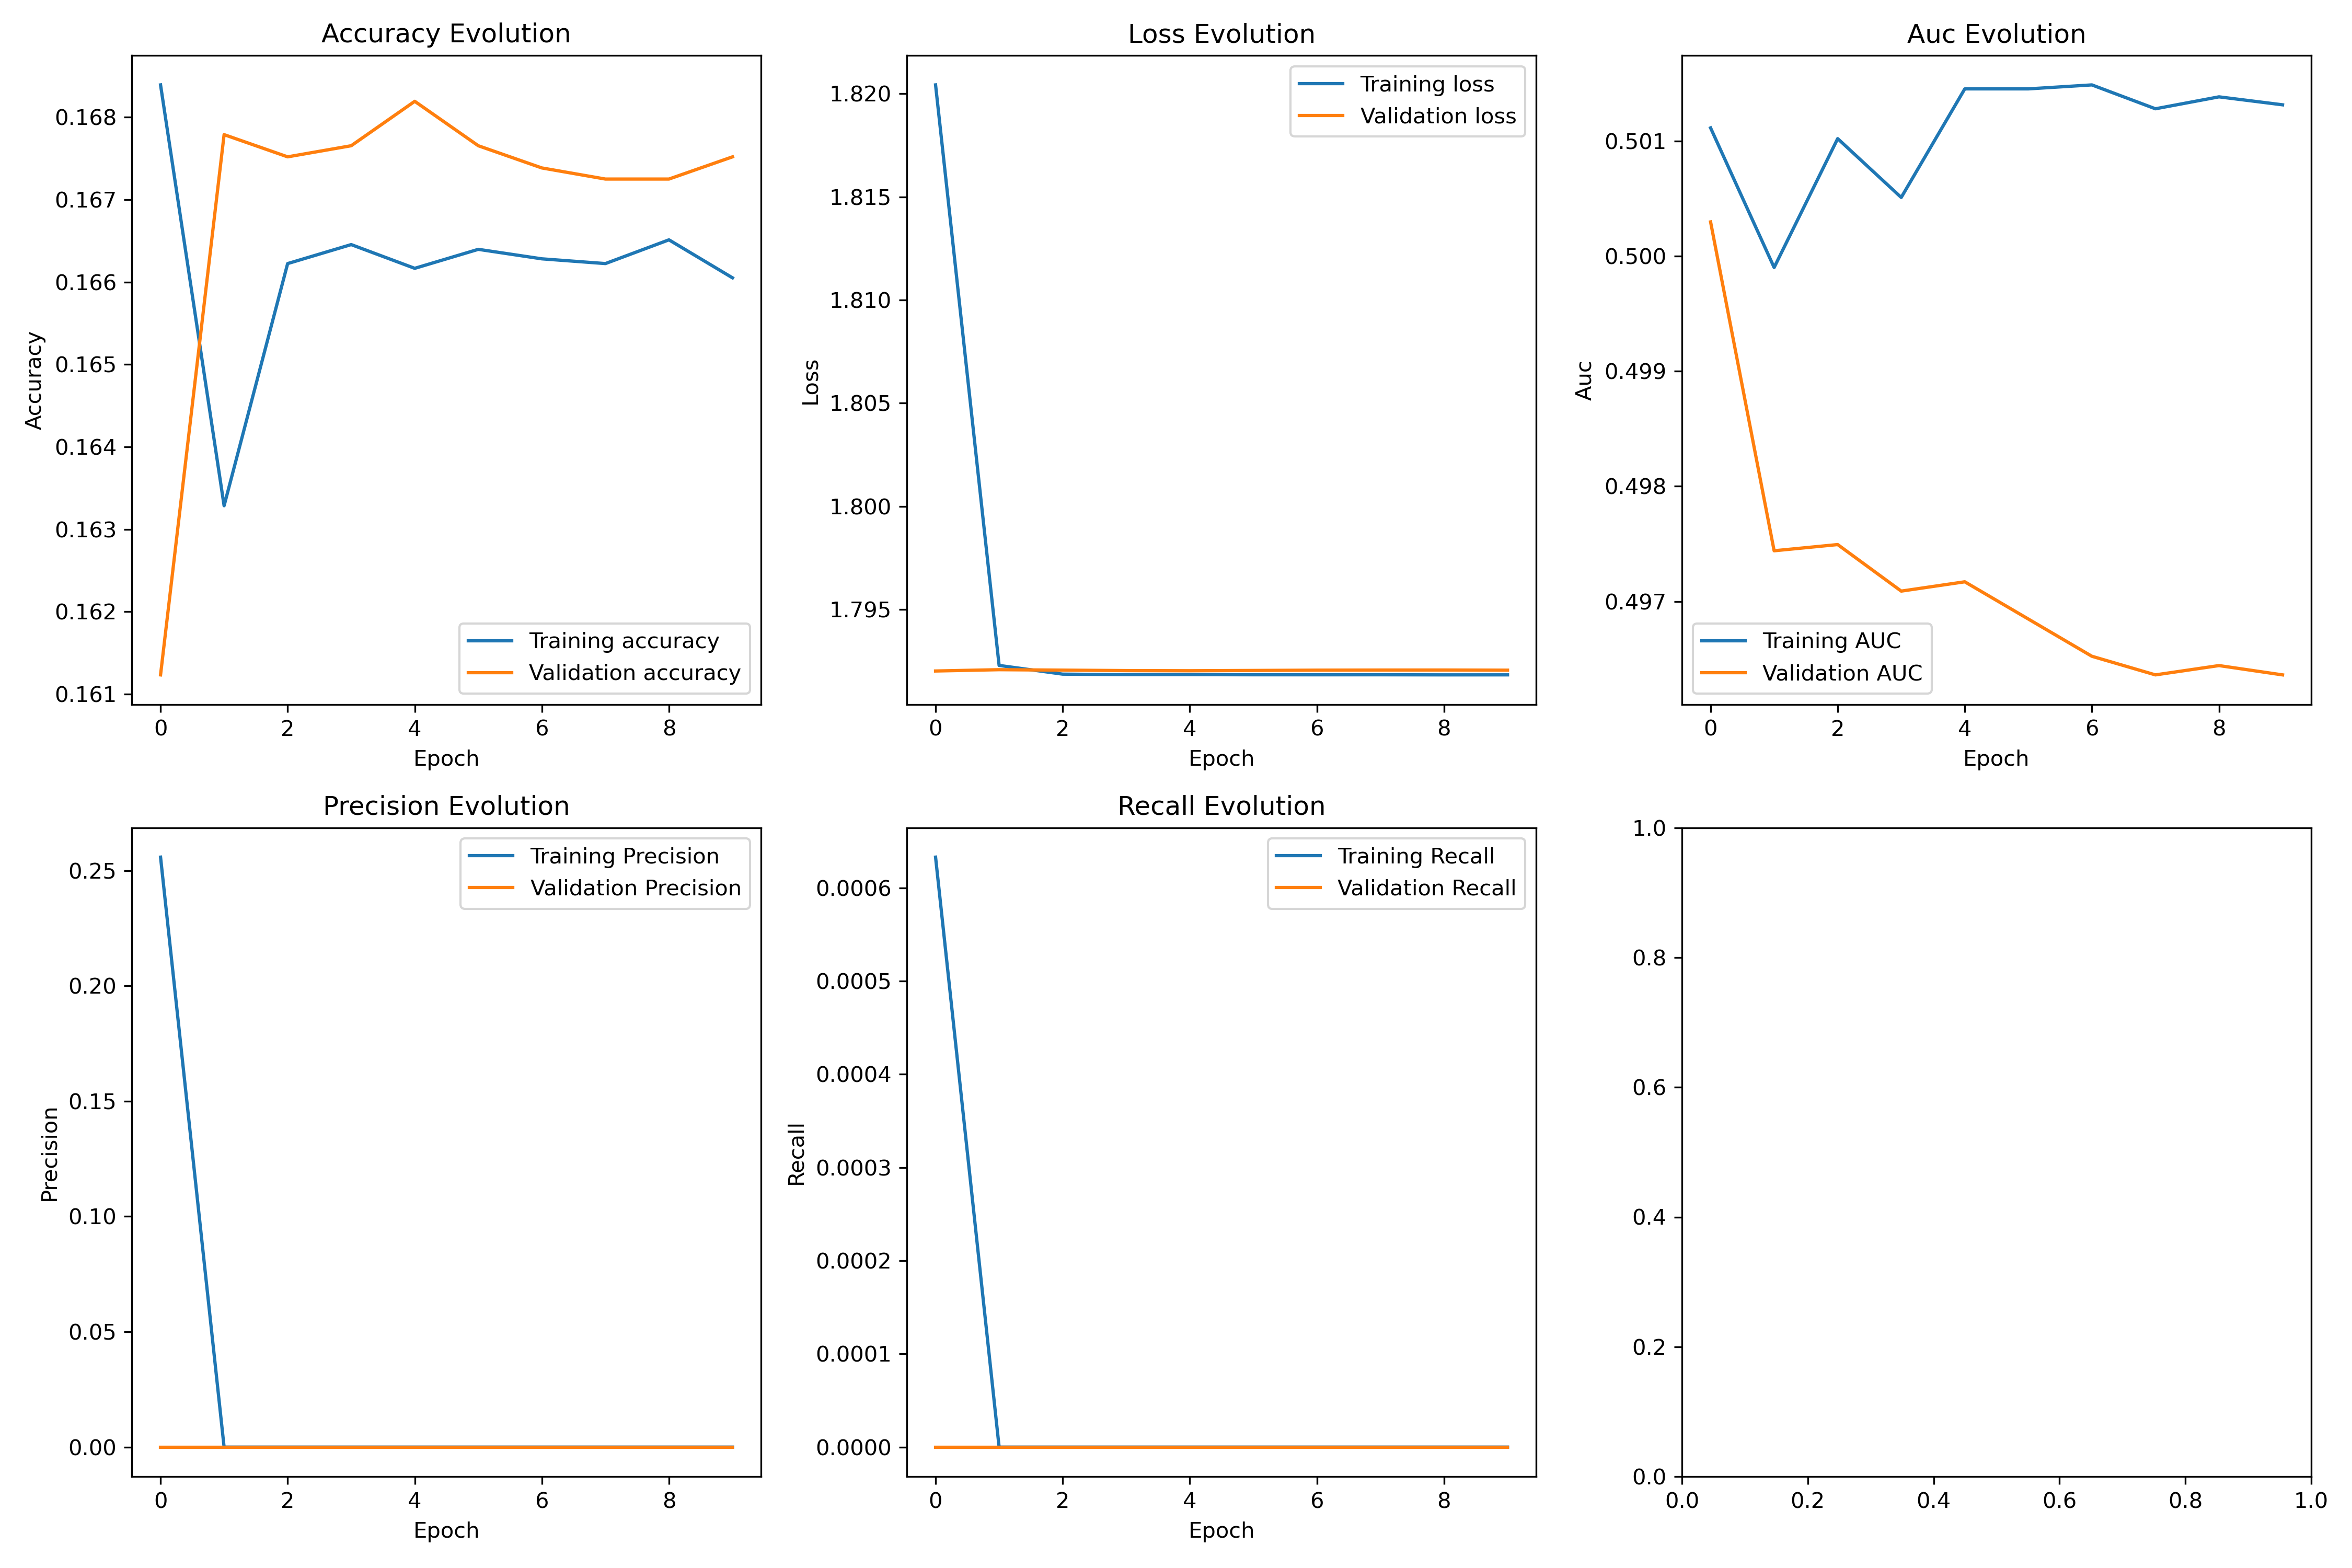 Accuracy Evolution
Accuracy
0.168
0.167
0.166
0.165
0.164
0.163
0.162
0.161
Training accuracy
Validation accuracy
0 2 4 6 8
Epoch
Loss Evolution
Loss
1.820
1.815
1.810
1.805
1.800
1.795
Training loss
Validation loss
0 2 4 6 8
Epoch
Auc Evolution
Auc
0.501
0.500
0.499
0.498
0.497
Training AUC
Validation AUC
0 2 4 6 8
Epoch
Precision Evolution
Precision
0.25
0.20
0.15
0.10
0.05
0.00
Training Precision
Validation Precision
0 2 4 6 8
Epoch
Recall Evolution
Recall
0.0006
0.0005
0.0004
0.0003
0.0002
0.0001
0.0000
Training Recall
Validation Recall
0 2 4 6 8
Epoch
1.0
0.8
0.6
0.4
0.2
0.0
0.0 0.2 0.4 0.6 0.8 1.0